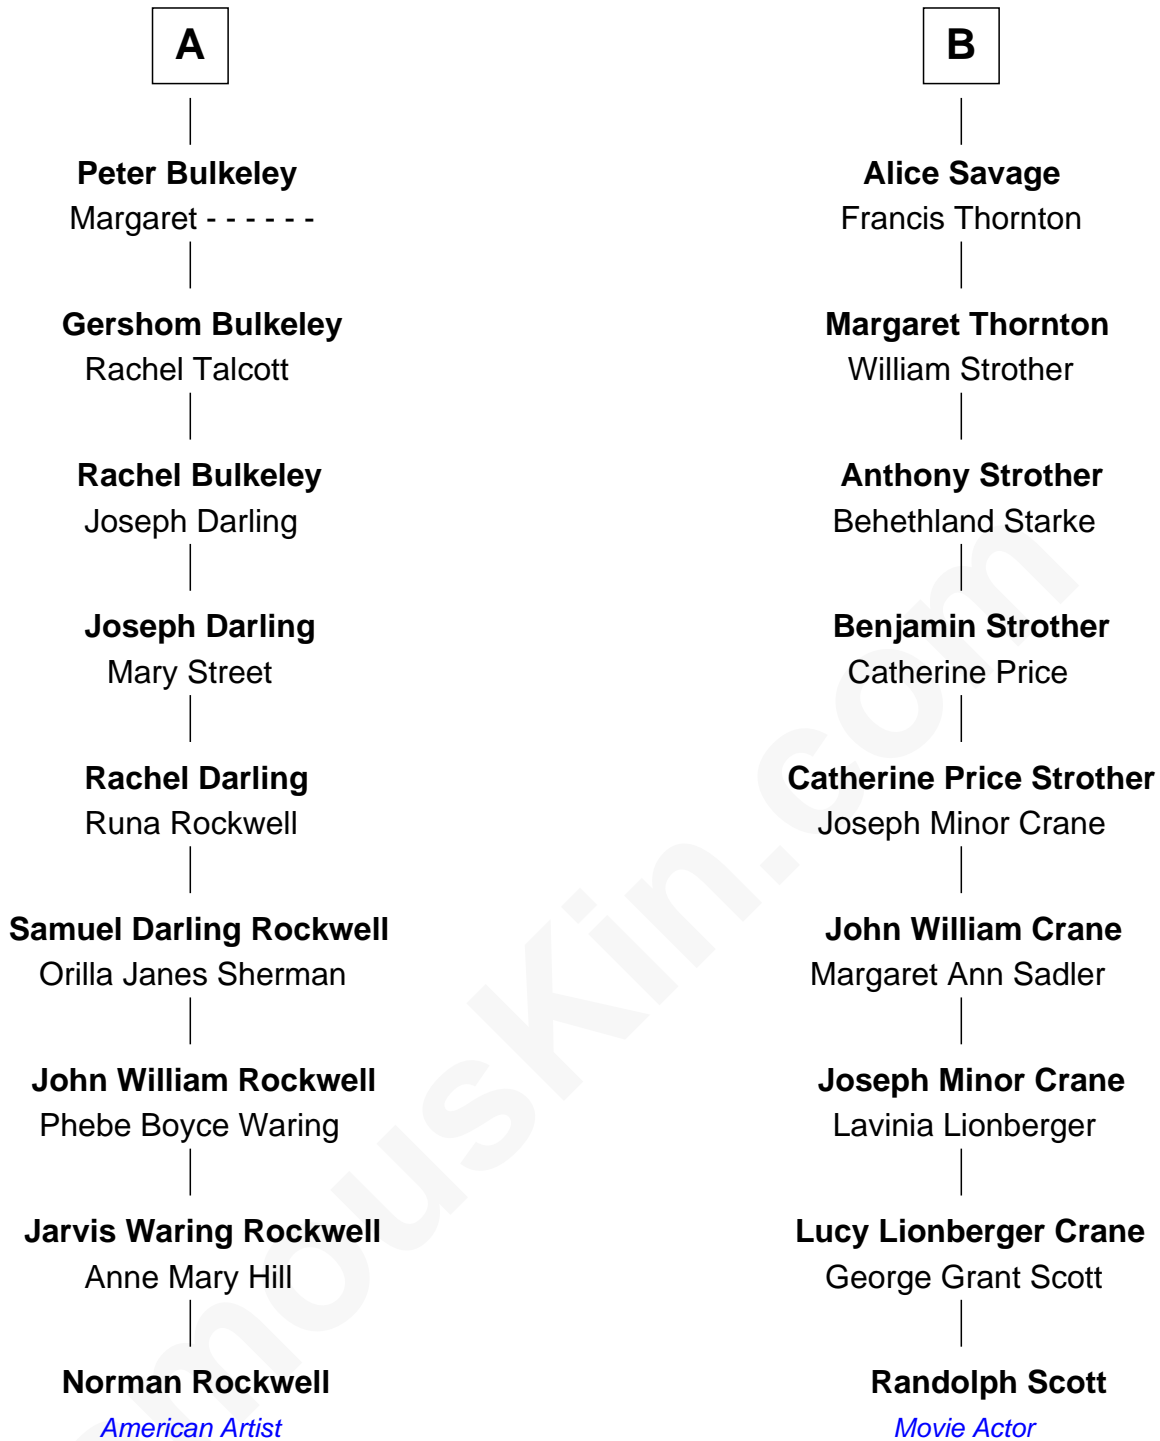 A
Peter Bulkeley
Margaret - - - - - -
Gershom Bulkeley
Rachel Talcott
Rachel Bulkeley
Joseph Darling
Joseph Darling
Mary Street
Rachel Darling
Runa Rockwell
Samuel Darling Rockwell
Orilla Janes Sherman
John William Rockwell
Phebe Boyce Waring
Jarvis Waring Rockwell
Anne Mary Hill
Norman Rockwell
American Artist
B
Alice Savage
Francis Thornton
Margaret Thornton
William Strother
Anthony Strother
Behethland Starke
Benjamin Strother
Catherine Price
Catherine Price Strother
Joseph Minor Crane
John William Crane
Margaret Ann Sadler
Joseph Minor Crane
Lavinia Lionberger
Lucy Lionberger Crane
George Grant Scott
Randolph Scott
Movie Actor
mouskin.com